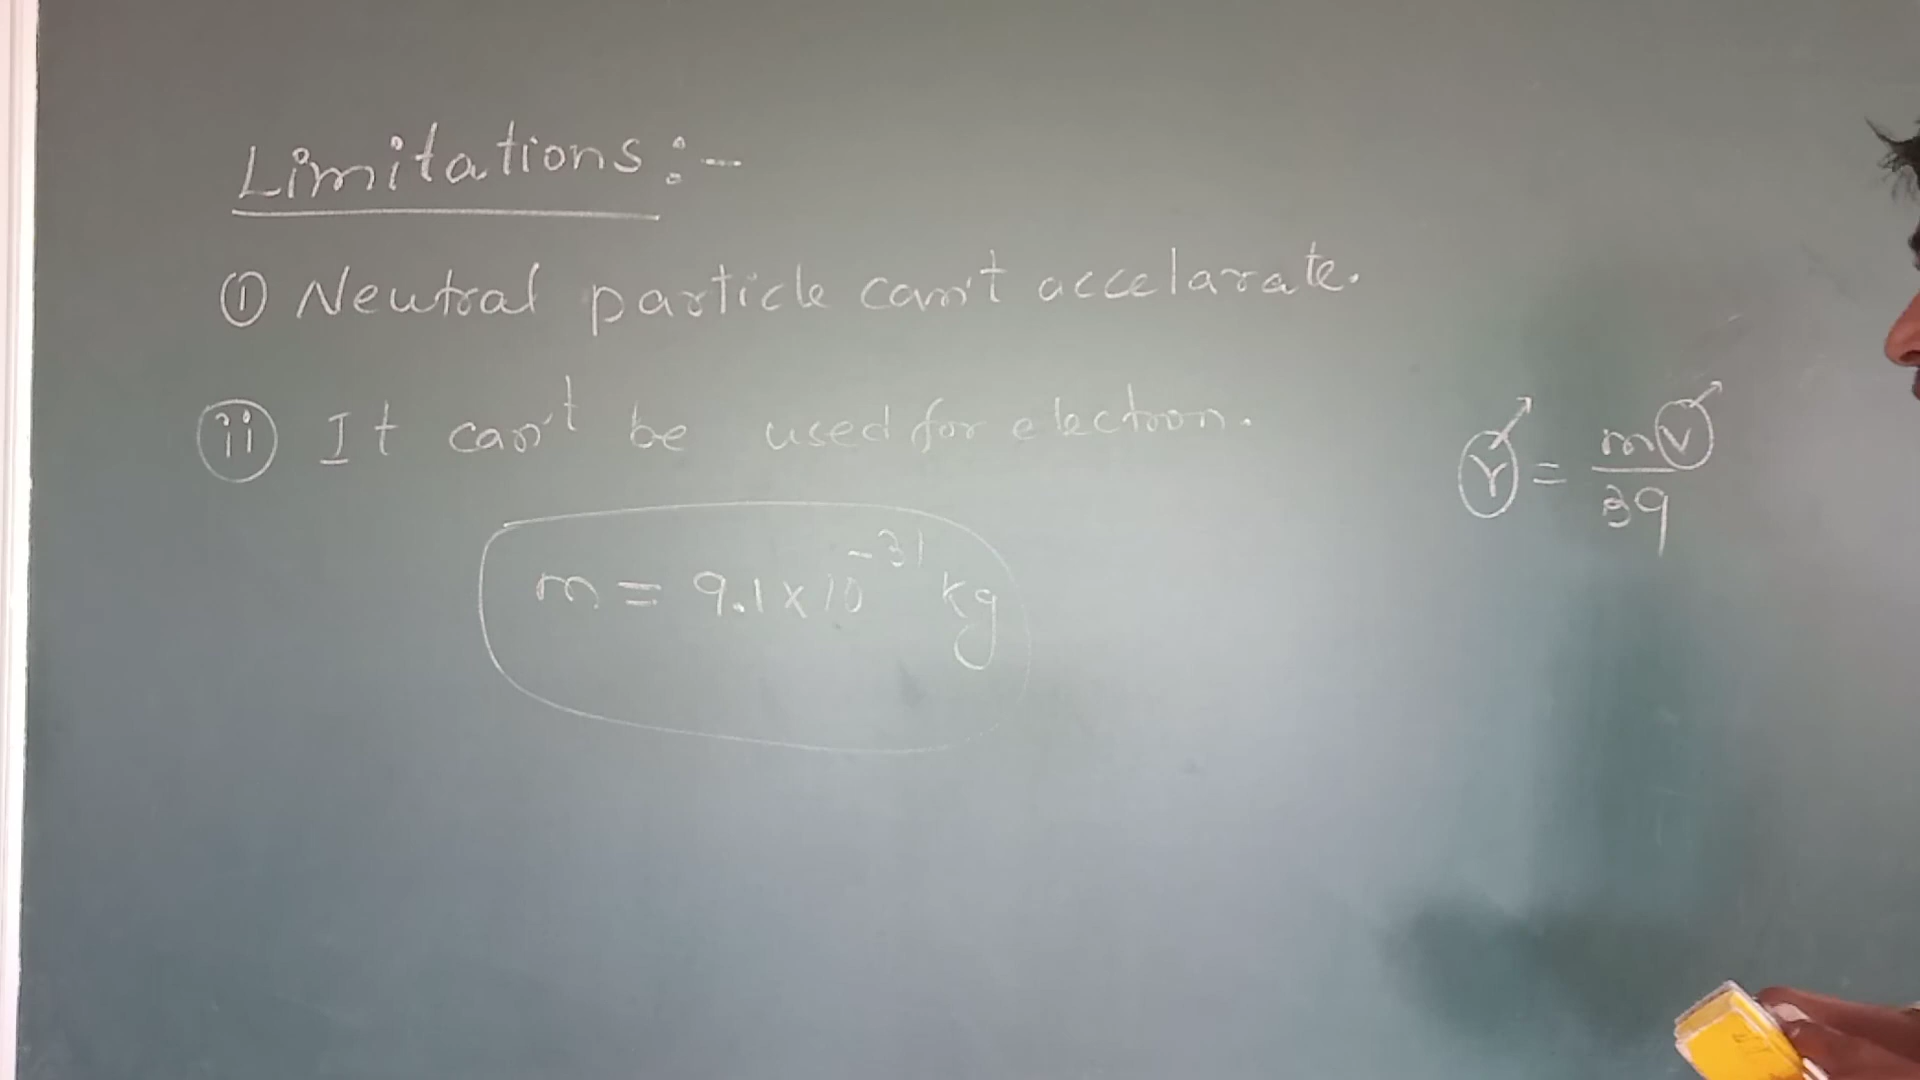 Limitations :-
① Neutral particle can't accelarate.
ii It can't be used for electron.
m = 9.1 × 10⁻³¹ kg
r = mv / Bq